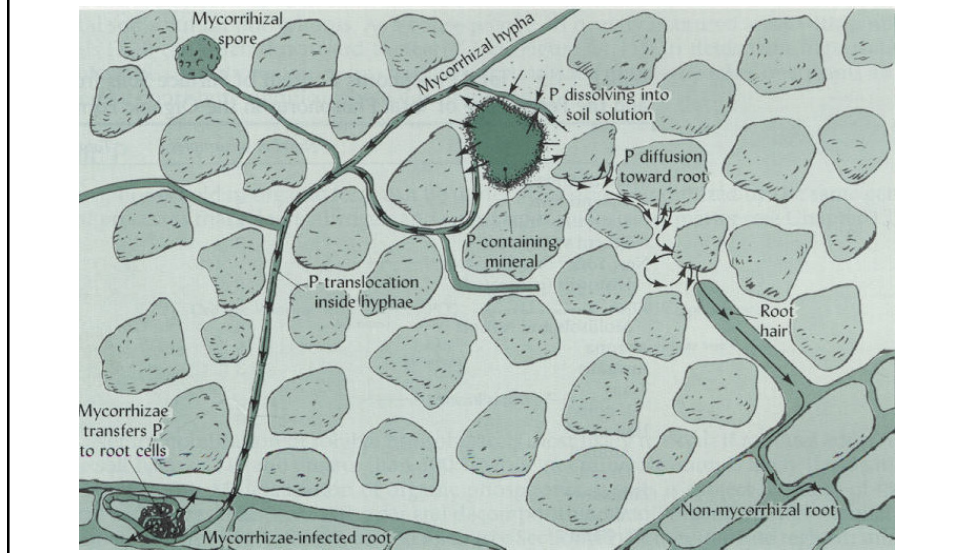 Mycorrihizal
spore
Mycorrhizal hypha
P dissolving into
soil solution
P diffusion
toward root
P-containing
mineral
P-translocation
inside hyphae
Root
hair
Mycorrhizae
transfers P
to root cells
Non-mycorrhizal root
Mycorrhizae-infected root